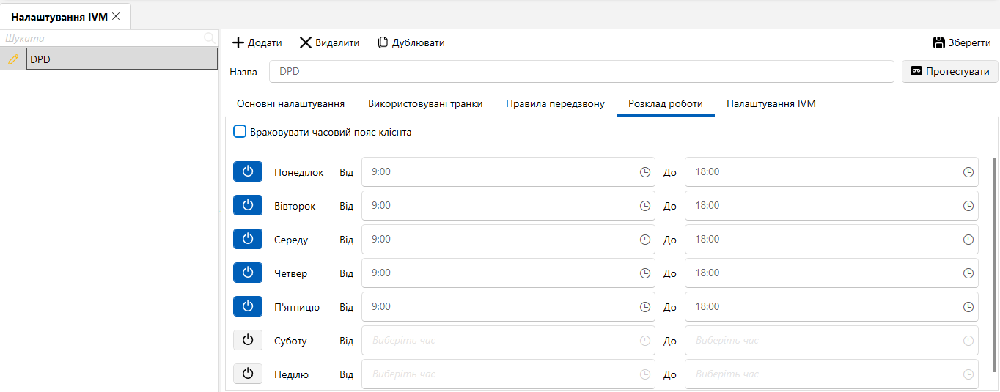 Налаштування IVM
Шукати
DPD
Додати Видалити Дублювати Зберегти
Назва DPD Протестувати
Основні налаштування Використовувані транки Правила передзвону Розклад роботи Налаштування IVM
Враховувати часовий пояс клієнта
Понеділок Від 9:00 До 18:00
Вівторок Від 9:00 До 18:00
Середу Від 9:00 До 18:00
Четвер Від 9:00 До 18:00
П'ятницю Від 9:00 До 18:00
Суботу Від Виберіть час До Виберіть час
Неділю Від Виберіть час До Виберіть час